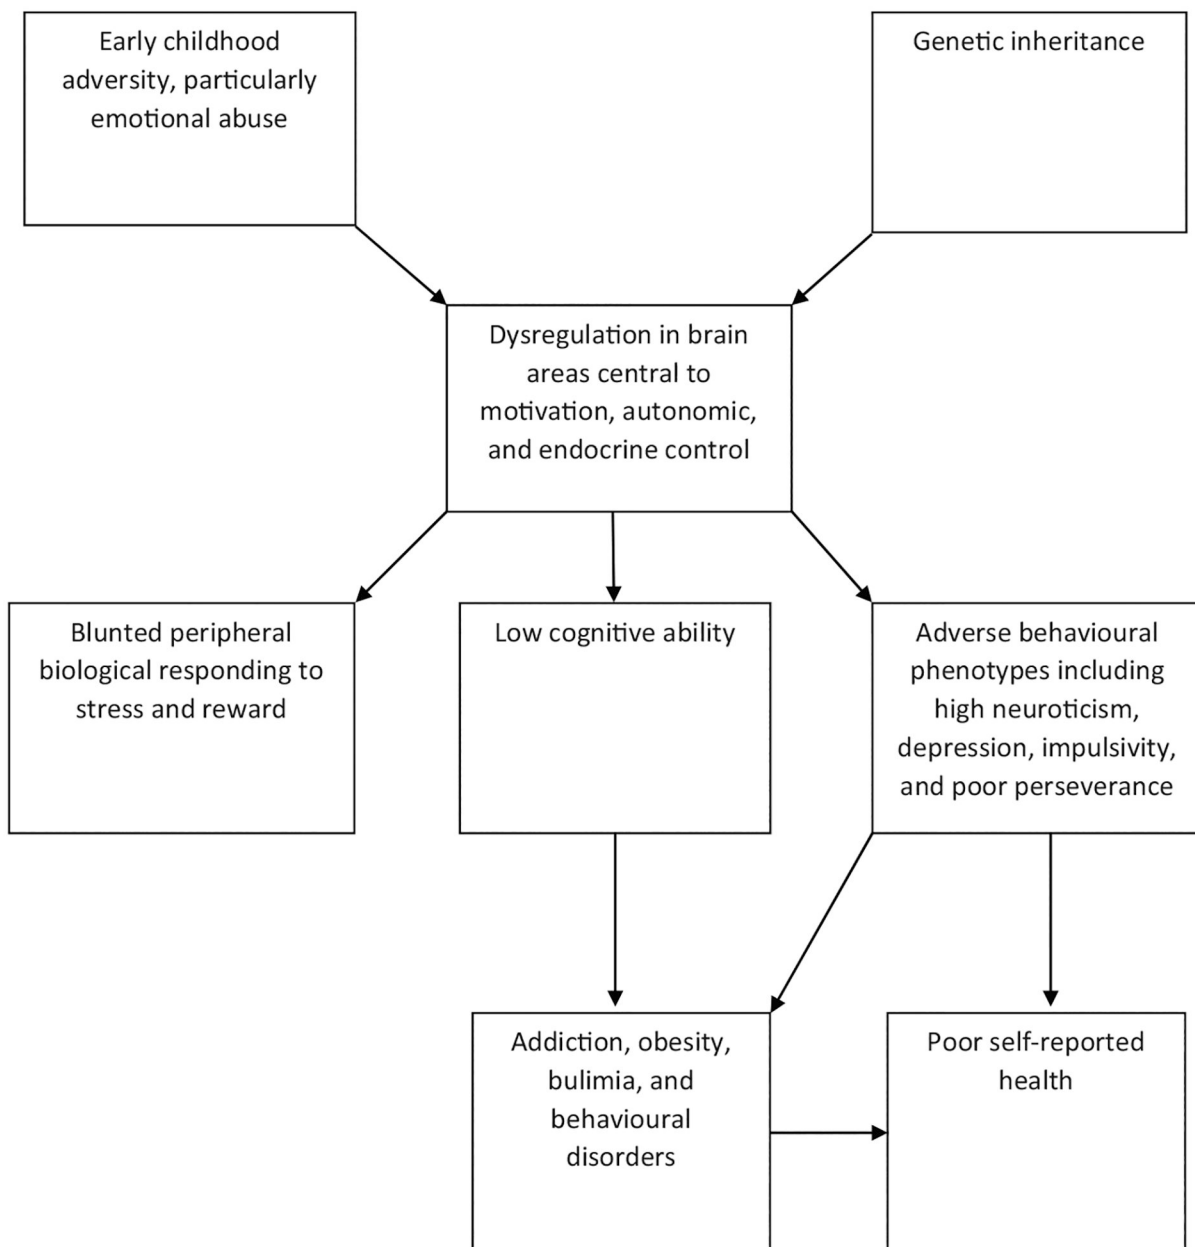 Early childhood
adversity, particularly
emotional abuse
Genetic inheritance
Dysregulation in brain
areas central to
motivation, autonomic,
and endocrine control
Blunted peripheral
biological responding to
stress and reward
Low cognitive ability
Adverse behavioural
phenotypes including
high neuroticism,
depression, impulsivity,
and poor perseverance
Addiction, obesity,
bulimia, and
behavioural
disorders
Poor self-reported
health